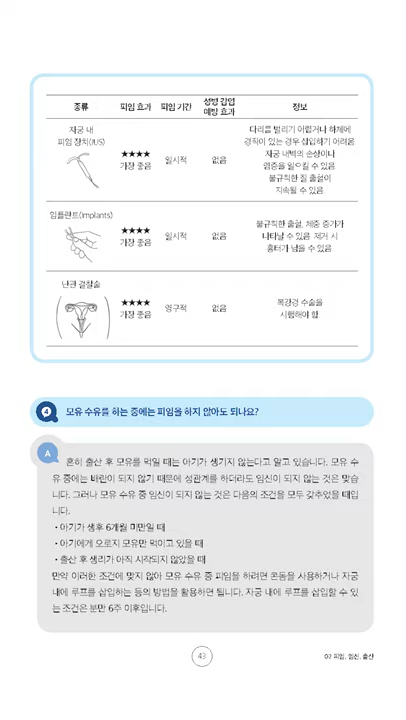 종류 피임 효과 피임 기간 성병 감염
예방 효과 정보
자궁 내
피임 장치(IUS)
★★★★
가장 좋음
일시적
없음
다리를 벌리기 어렵거나 하체에
경직이 있는 경우 삽입하기 어려움
자궁 내벽의 손상이나
염증을 일으킬 수 있음
불규칙한 질 출혈이
지속될 수 있음
임플란트(Implants)
★★★★
가장 좋음
일시적
없음
불규칙한 출혈, 체중 증가가
나타날 수 있음 제거 시
흉터가 남을 수 있음
난관 결찰술
★★★★
가장 좋음
영구적
없음
복강경 수술을
시행해야 함
Q 모유 수유를 하는 중에는 피임을 하지 않아도 되나요?
A
흔히 출산 후 모유를 먹일 때는 아기가 생기지 않는다고 알고 있습니다. 모유 수
유 중에는 배란이 되지 않기 때문에 성관계를 하더라도 임신이 되지 않는 것은 맞습
니다. 그러나 모유 수유 중 임신이 되지 않는 것은 다음의 조건을 모두 갖추었을 때입
니다.
• 아기가 생후 6개월 미만일 때
• 아기에게 오로지 모유만 먹이고 있을 때
• 출산 후 생리가 아직 시작되지 않았을 때
만약 이러한 조건에 맞지 않아 모유 수유 중 피임을 하려면 콘돔을 사용하거나 자궁
내에 루프를 삽입하는 등의 방법을 활용하면 됩니다. 자궁 내에 루프를 삽입할 수 있
는 조건은 분만 6주 이후입니다.
43
02 피임, 임신, 출산